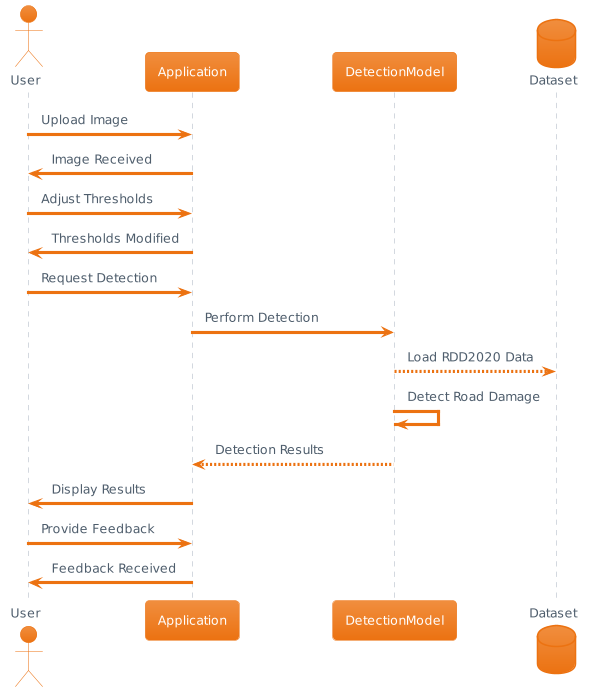 User
Application
DetectionModel
Dataset
Upload Image
Image Received
Adjust Thresholds
Thresholds Modified
Request Detection
Perform Detection
Load RDD2020 Data
Detect Road Damage
Detection Results
Display Results
Provide Feedback
Feedback Received
User
Application
DetectionModel
Dataset